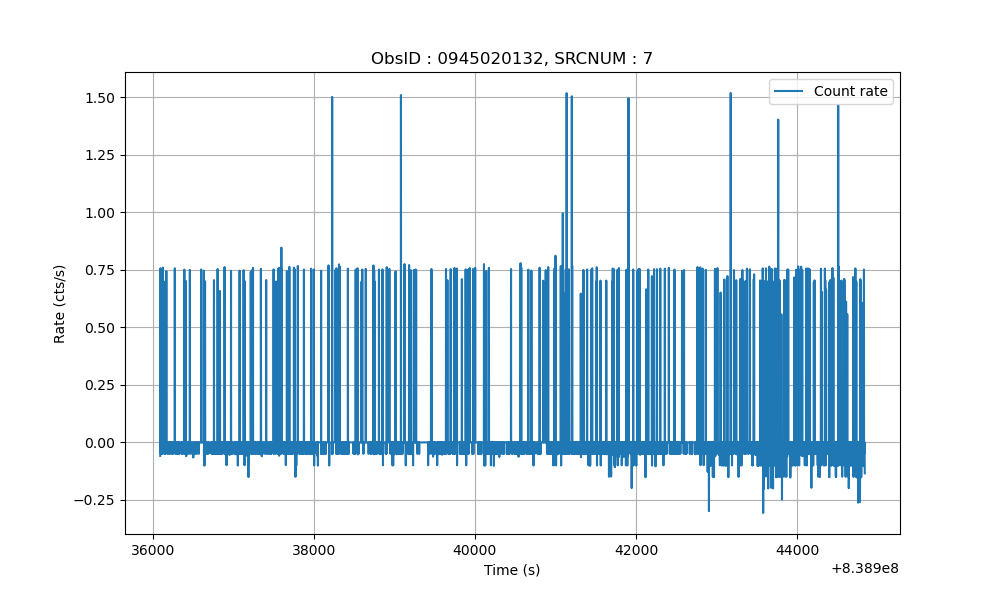 ObsID : 0945020132, SRCNUM : 7
Count rate
1.50
1.25
1.00
0.75
0.50
0.25
0.00
−0.25
Rate (cts/s)
36000 38000 40000 42000 44000
Time (s)
+8.389e8